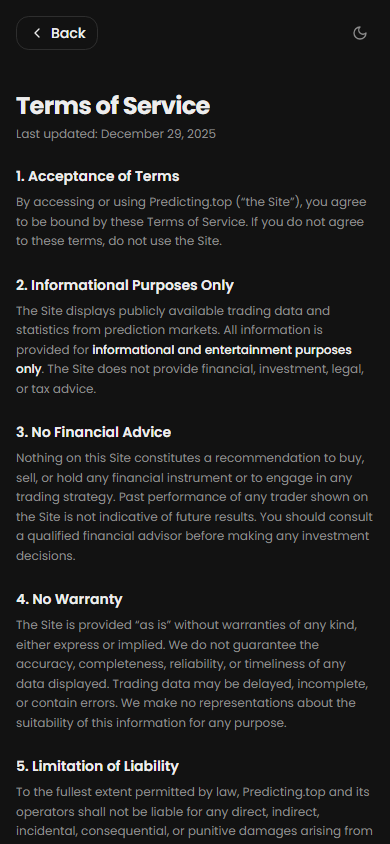 Back
Terms of Service
Last updated: December 29, 2025
1. Acceptance of Terms
By accessing or using Predicting.top (“the Site”), you agree
to be bound by these Terms of Service. If you do not agree
to these terms, do not use the Site.
2. Informational Purposes Only
The Site displays publicly available trading data and
statistics from prediction markets. All information is
provided for informational and entertainment purposes
only. The Site does not provide financial, investment, legal,
or tax advice.
3. No Financial Advice
Nothing on this Site constitutes a recommendation to buy,
sell, or hold any financial instrument or to engage in any
trading strategy. Past performance of any trader shown on
the Site is not indicative of future results. You should consult
a qualified financial advisor before making any investment
decisions.
4. No Warranty
The Site is provided “as is” without warranties of any kind,
either express or implied. We do not guarantee the
accuracy, completeness, reliability, or timeliness of any
data displayed. Trading data may be delayed, incomplete,
or contain errors. We make no representations about the
suitability of this information for any purpose.
5. Limitation of Liability
To the fullest extent permitted by law, Predicting.top and its
operators shall not be liable for any direct, indirect,
incidental, consequential, or punitive damages arising from